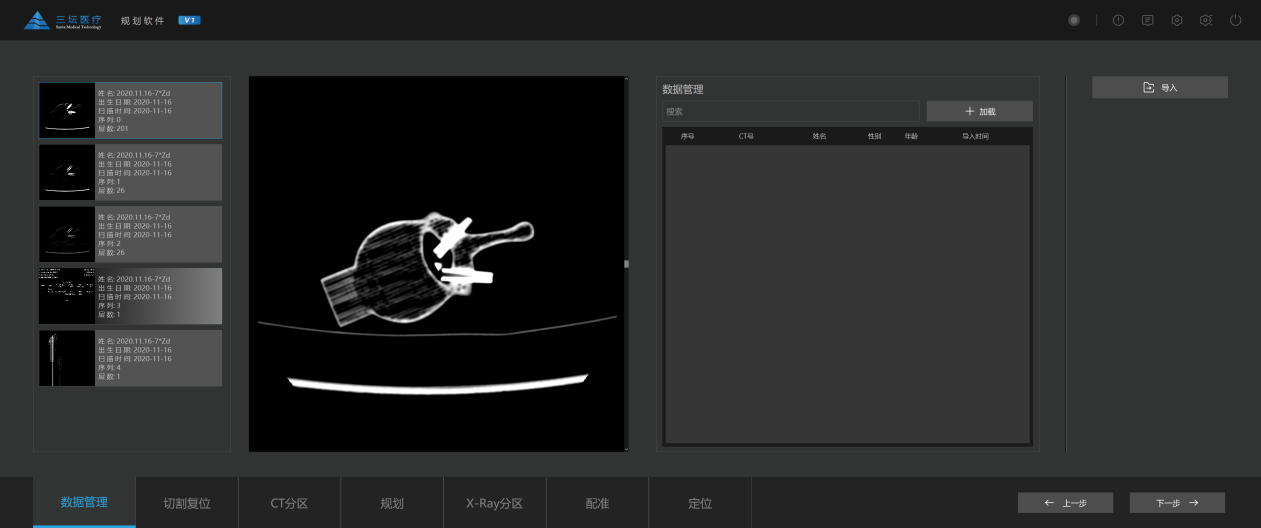 三坛医疗
Santa Medical Technology
规划软件
V1
姓名: 2020.11.16-7*Zd
出生日期: 2020-11-16
扫描时间: 2020-11-16
序列: 0
层数: 201
姓名: 2020.11.16-7*Zd
出生日期: 2020-11-16
扫描时间: 2020-11-16
序列: 1
层数: 26
姓名: 2020.11.16-7*Zd
出生日期: 2020-11-16
扫描时间: 2020-11-16
序列: 2
层数: 26
姓名: 2020.11.16-7*Zd
出生日期: 2020-11-16
扫描时间: 2020-11-16
序列: 3
层数: 1
姓名: 2020.11.16-7*Zd
出生日期: 2020-11-16
扫描时间: 2020-11-16
序列: 4
层数: 1
数据管理
搜索
加载
序号 CT号 姓名 性别 年龄 导入时间
导入
数据管理 切割复位 CT分区 规划 X-Ray分区 配准 定位
上一步 下一步